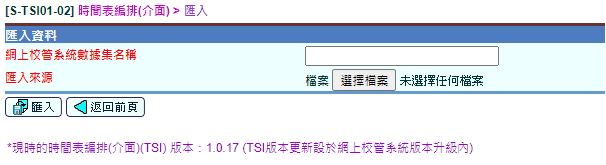 [S-TSI01-02] 時間表編排(介面) > 匯入
匯入資料
網上校管系統數據集名稱
匯入來源 檔案 選擇檔案 未選擇任何檔案
匯入 返回前頁
*現時的時間表編排(介面)(TSI) 版本：1.0.17 (TSI版本更新設於網上校管系統版本升級內)